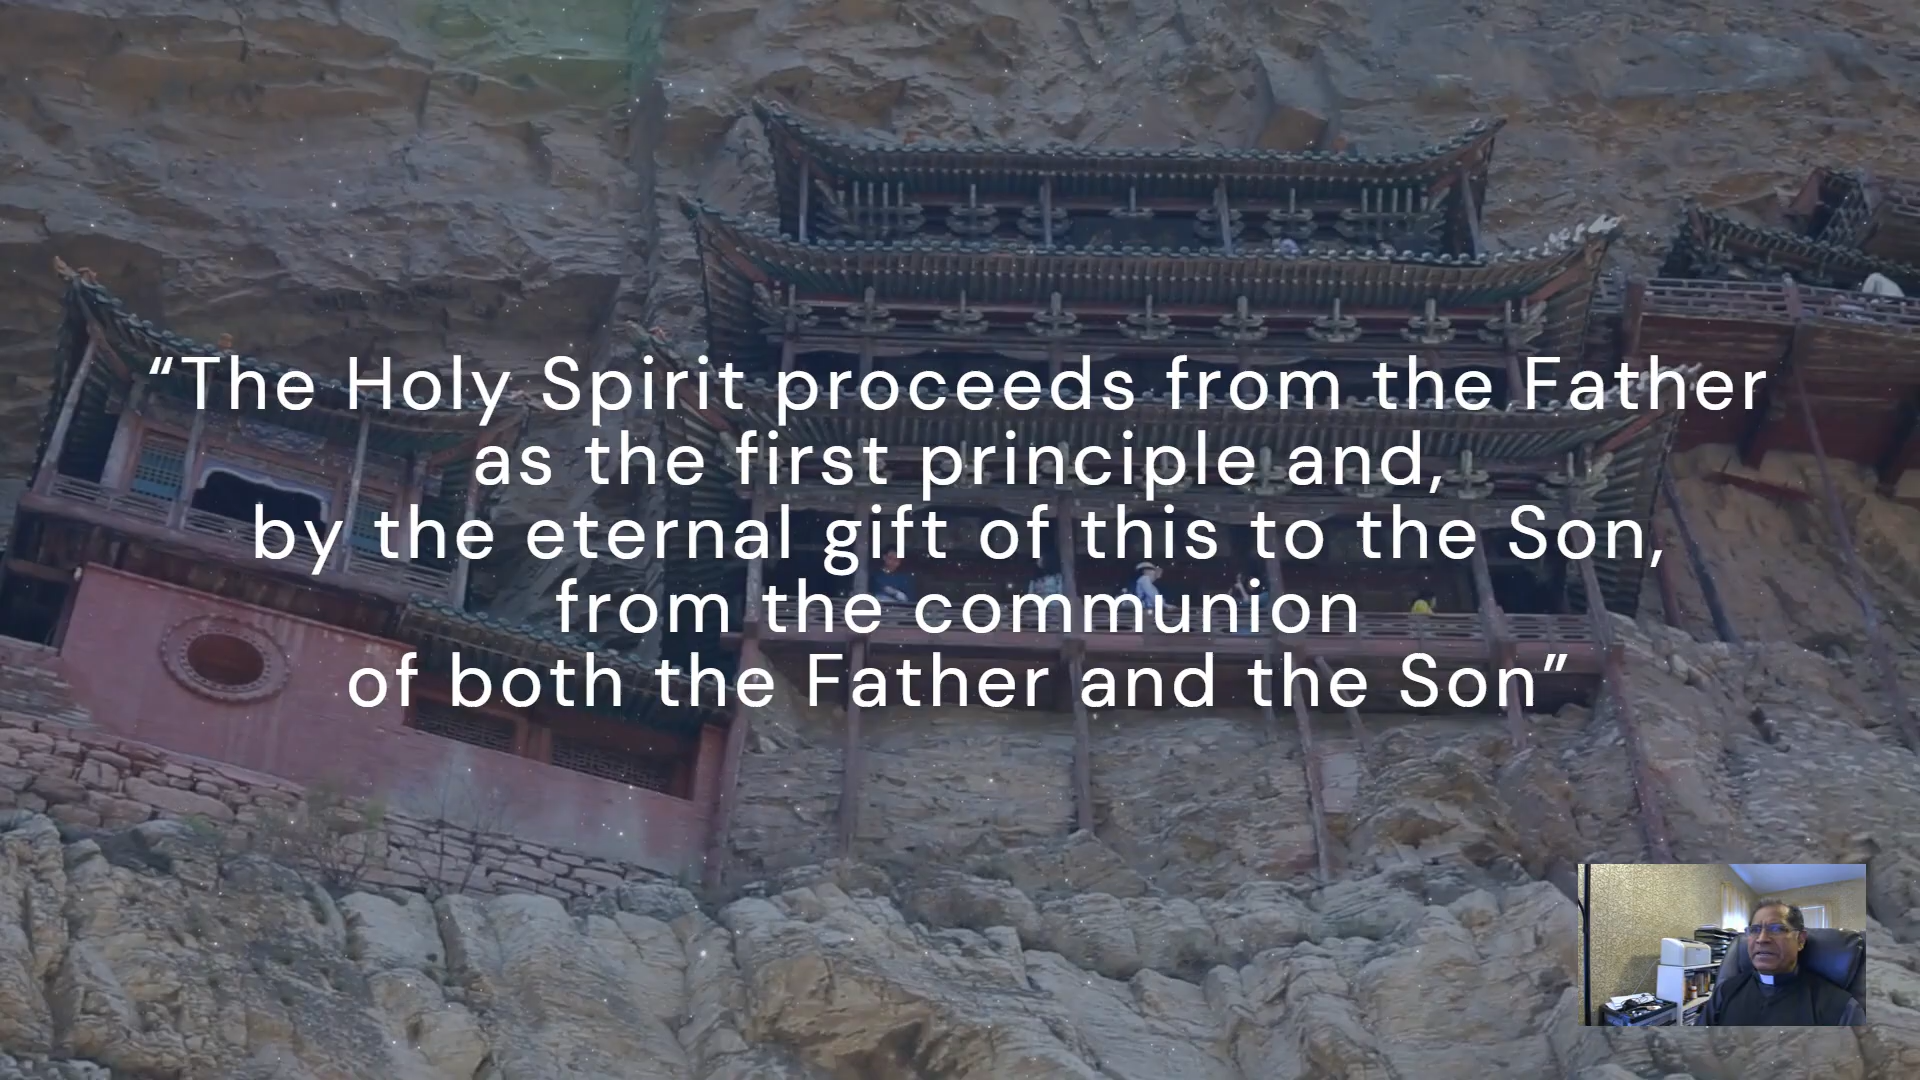 “The Holy Spirit proceeds from the Father
as the first principle and,
by the eternal gift of this to the Son,
from the communion
of both the Father and the Son”